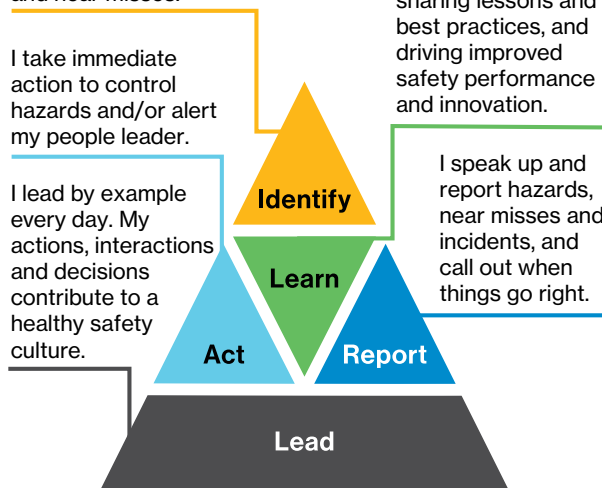 and near misses.
I take immediate
action to control
hazards and/or alert
my people leader.
I lead by example
every day. My
actions, interactions
and decisions
contribute to a
healthy safety
culture.
sharing lessons and
best practices, and
driving improved
safety performance
and innovation.
I speak up and
report hazards,
near misses and
incidents, and
call out when
things go right.
Identify
Learn
Act
Report
Lead